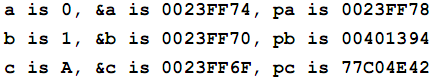 a is 0, &a is 0023FF74, pa is 0023FF78
b is 1, &b is 0023FF70, pb is 00401394
c is A, &c is 0023FF6F, pc is 77C04E42